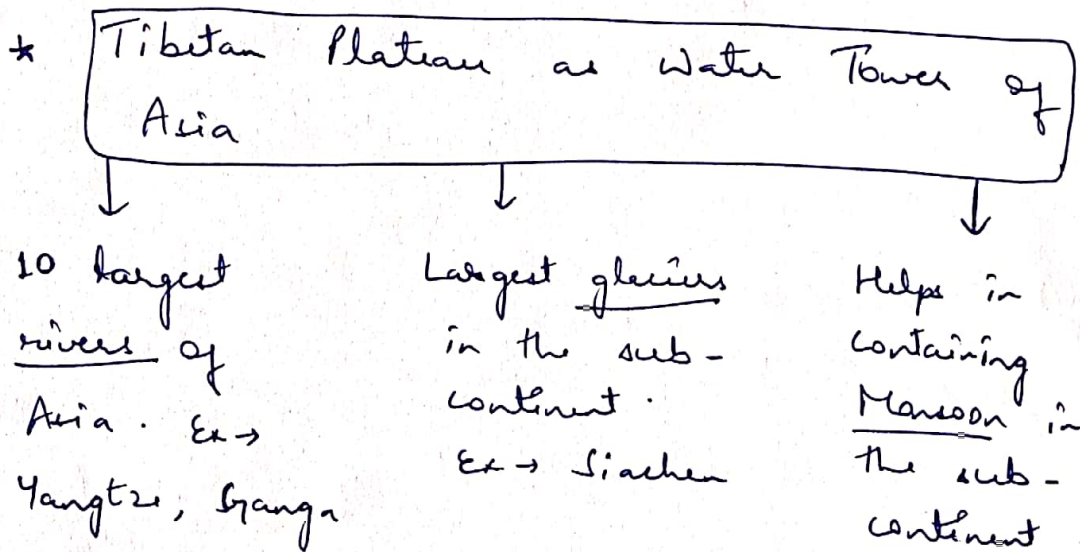 * Tibetan Plateau as Water Tower of
Asia
10 largest
rivers of
Asia. Ex →
Yangtze, Ganga
Largest glaciers
in the sub-
continent.
Ex → Siachen
Helps in
containing
Monsoon in
the sub-
continent